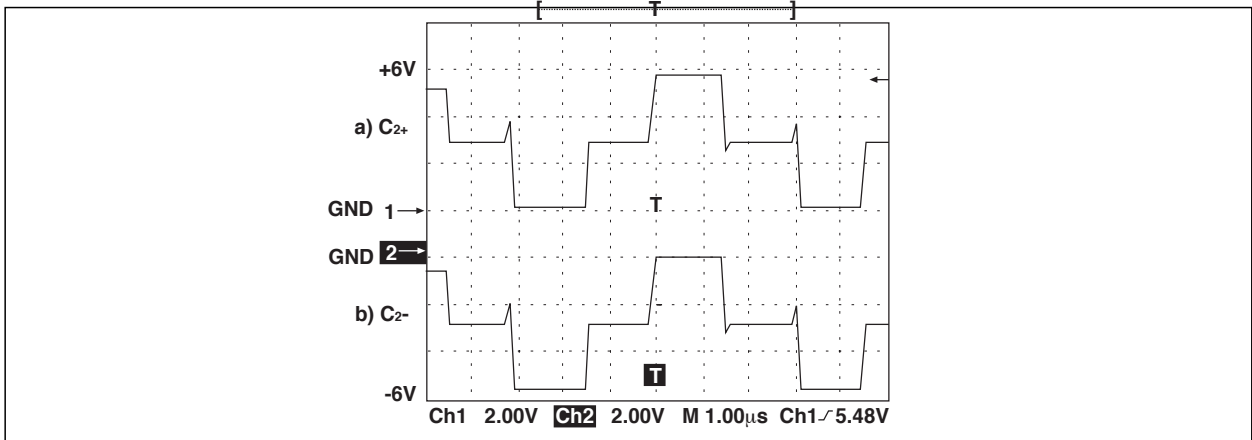 [ T ]
+6V
a) C2+
GND 1
T
GND 2
b) C2-
T
-6V
Ch1 2.00V Ch2 2.00V M 1.00μs Ch1 5.48V